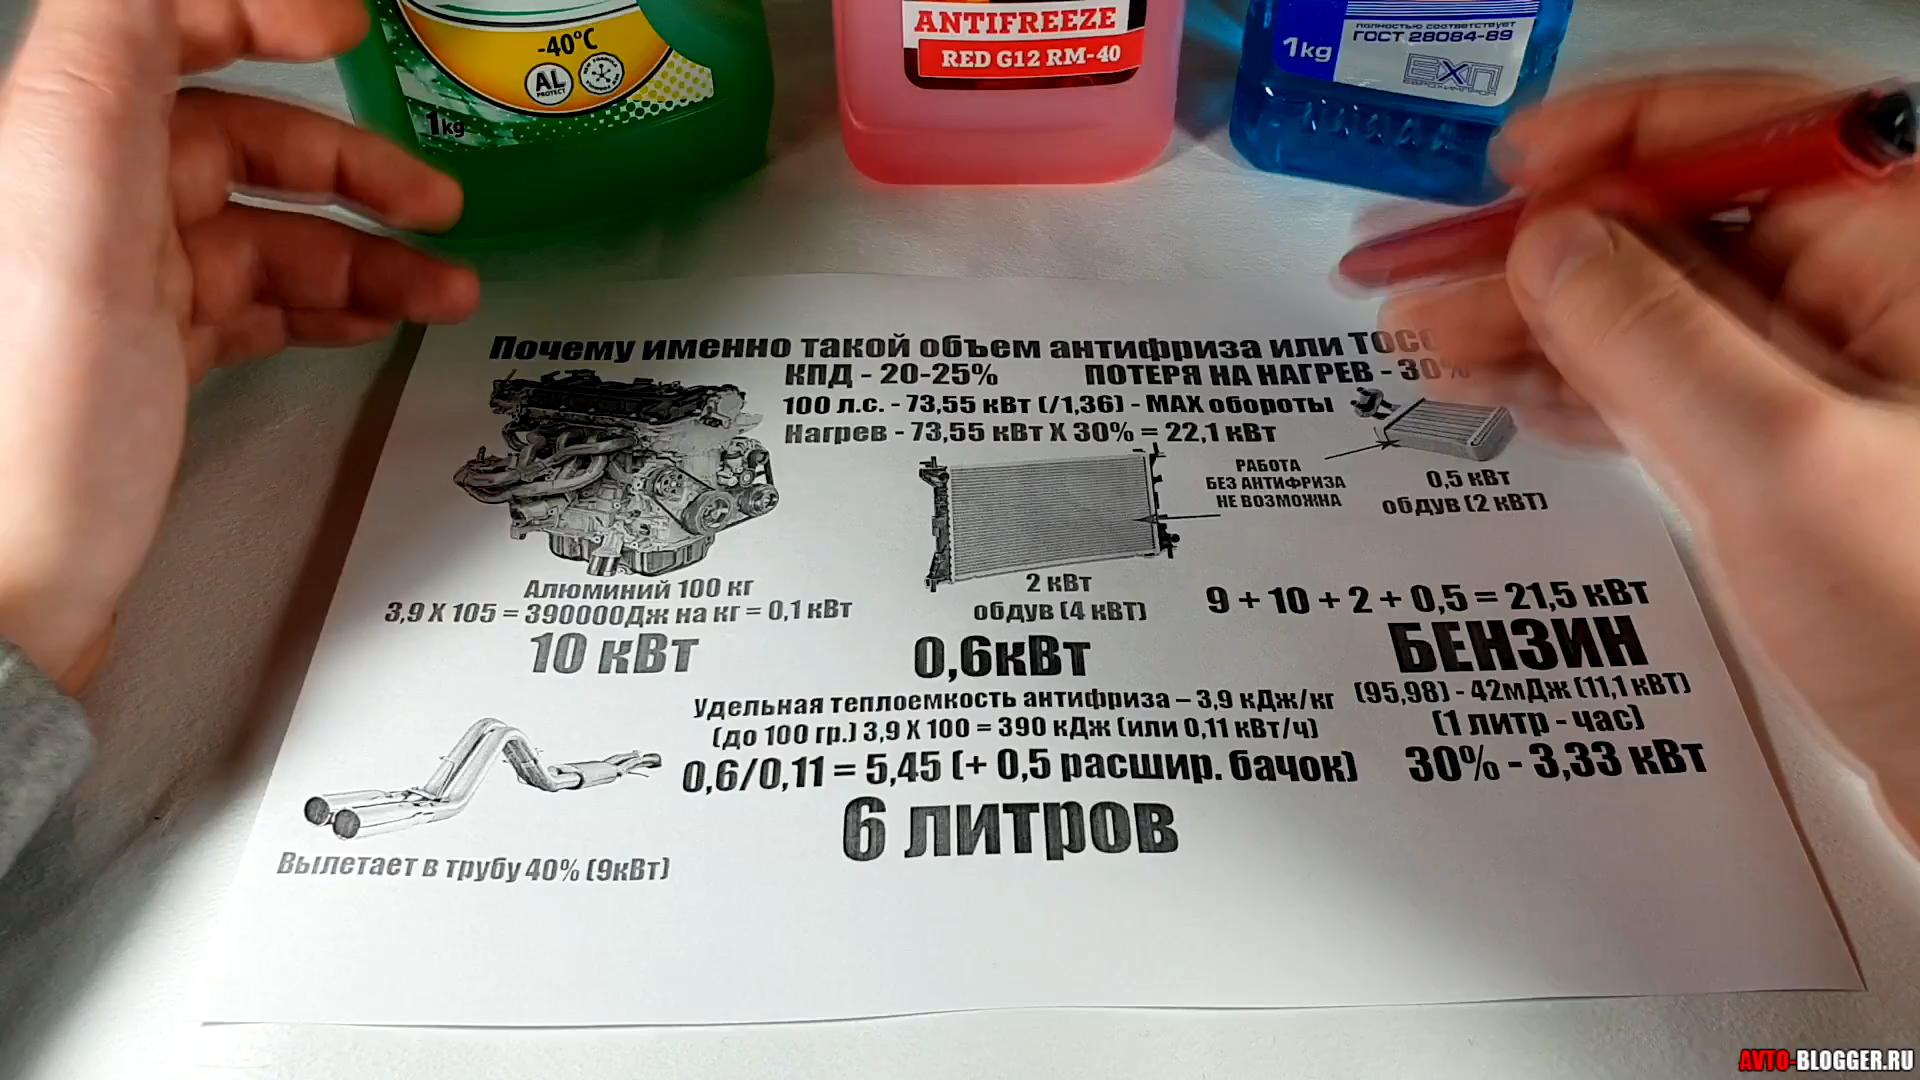 -40°C
AL
PROTECT
1kg
ANTIFREEZE
RED G12 RM-40
полностью соответствует
1kg ГОСТ 28084-89
ЕХП
Почему именно такой объем антифриза или ТОСО
КПД - 20-25% ПОТЕРЯ НА НАГРЕВ - 30%
100 л.с. - 73,55 кВт (/1,36) - MAX обороты
Нагрев - 73,55 кВт X 30% = 22,1 кВт
РАБОТА
БЕЗ АНТИФРИЗА
НЕ ВОЗМОЖНА
0,5 кВт
обдув (2 кВТ)
Алюминий 100 кг
3,9 X 105 = 390000Дж на кг = 0,1 кВт
10 кВт
2 кВт
обдув (4 кВТ)
0,6кВт
9 + 10 + 2 + 0,5 = 21,5 кВт
БЕНЗИН
(95,98) - 42мДж (11,1 кВТ)
(1 литр - час)
30% - 3,33 кВт
Удельная теплоемкость антифриза – 3,9 кДж/кг
(до 100 гр.) 3,9 X 100 = 390 кДж (или 0,11 кВт/ч)
0,6/0,11 = 5,45 (+ 0,5 расшир. бачок)
6 литров
Вылетает в трубу 40% (9кВт)
AVTO-BLOGGER.RU